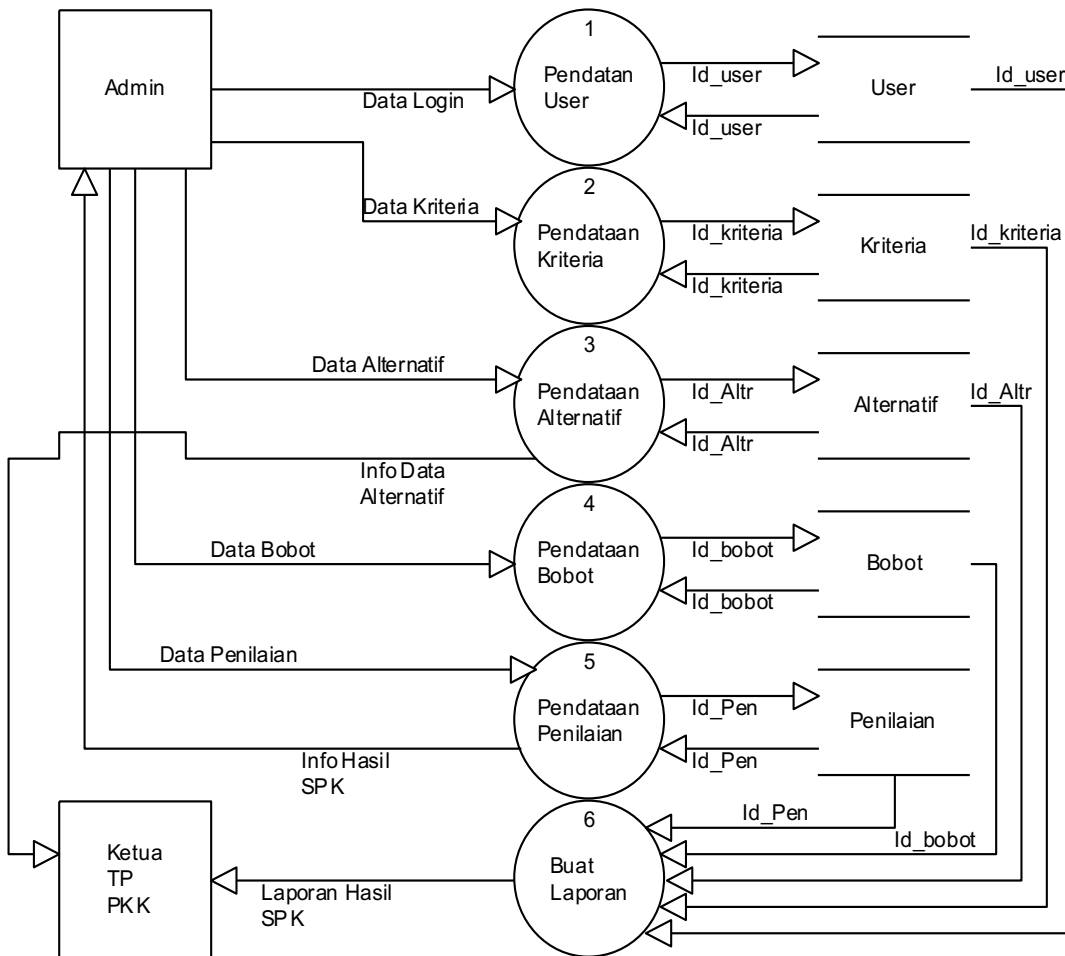 1
Admin
Pendatan
User
Id_user
User
Id_user
Data Login
Id_user
2
Data Kriteria
Pendataan
Kriteria
Id_kriteria
Kriteria
Id_kriteria
Id_kriteria
3
Data Alternatif
Pendataan
Alternatif
Id_Altr
Alternatif
Id_Altr
Id_Altr
Info Data
Alternatif
4
Data Bobot
Pendataan
Bobot
Id_bobot
Bobot
Id_bobot
5
Data Penilaian
Pendataan
Penilaian
Id_Pen
Penilaian
Id_Pen
Info Hasil
SPK
Id_Pen
6
Id_bobot
Ketua
TP
PKK
Buat
Laporan
Laporan Hasil
SPK